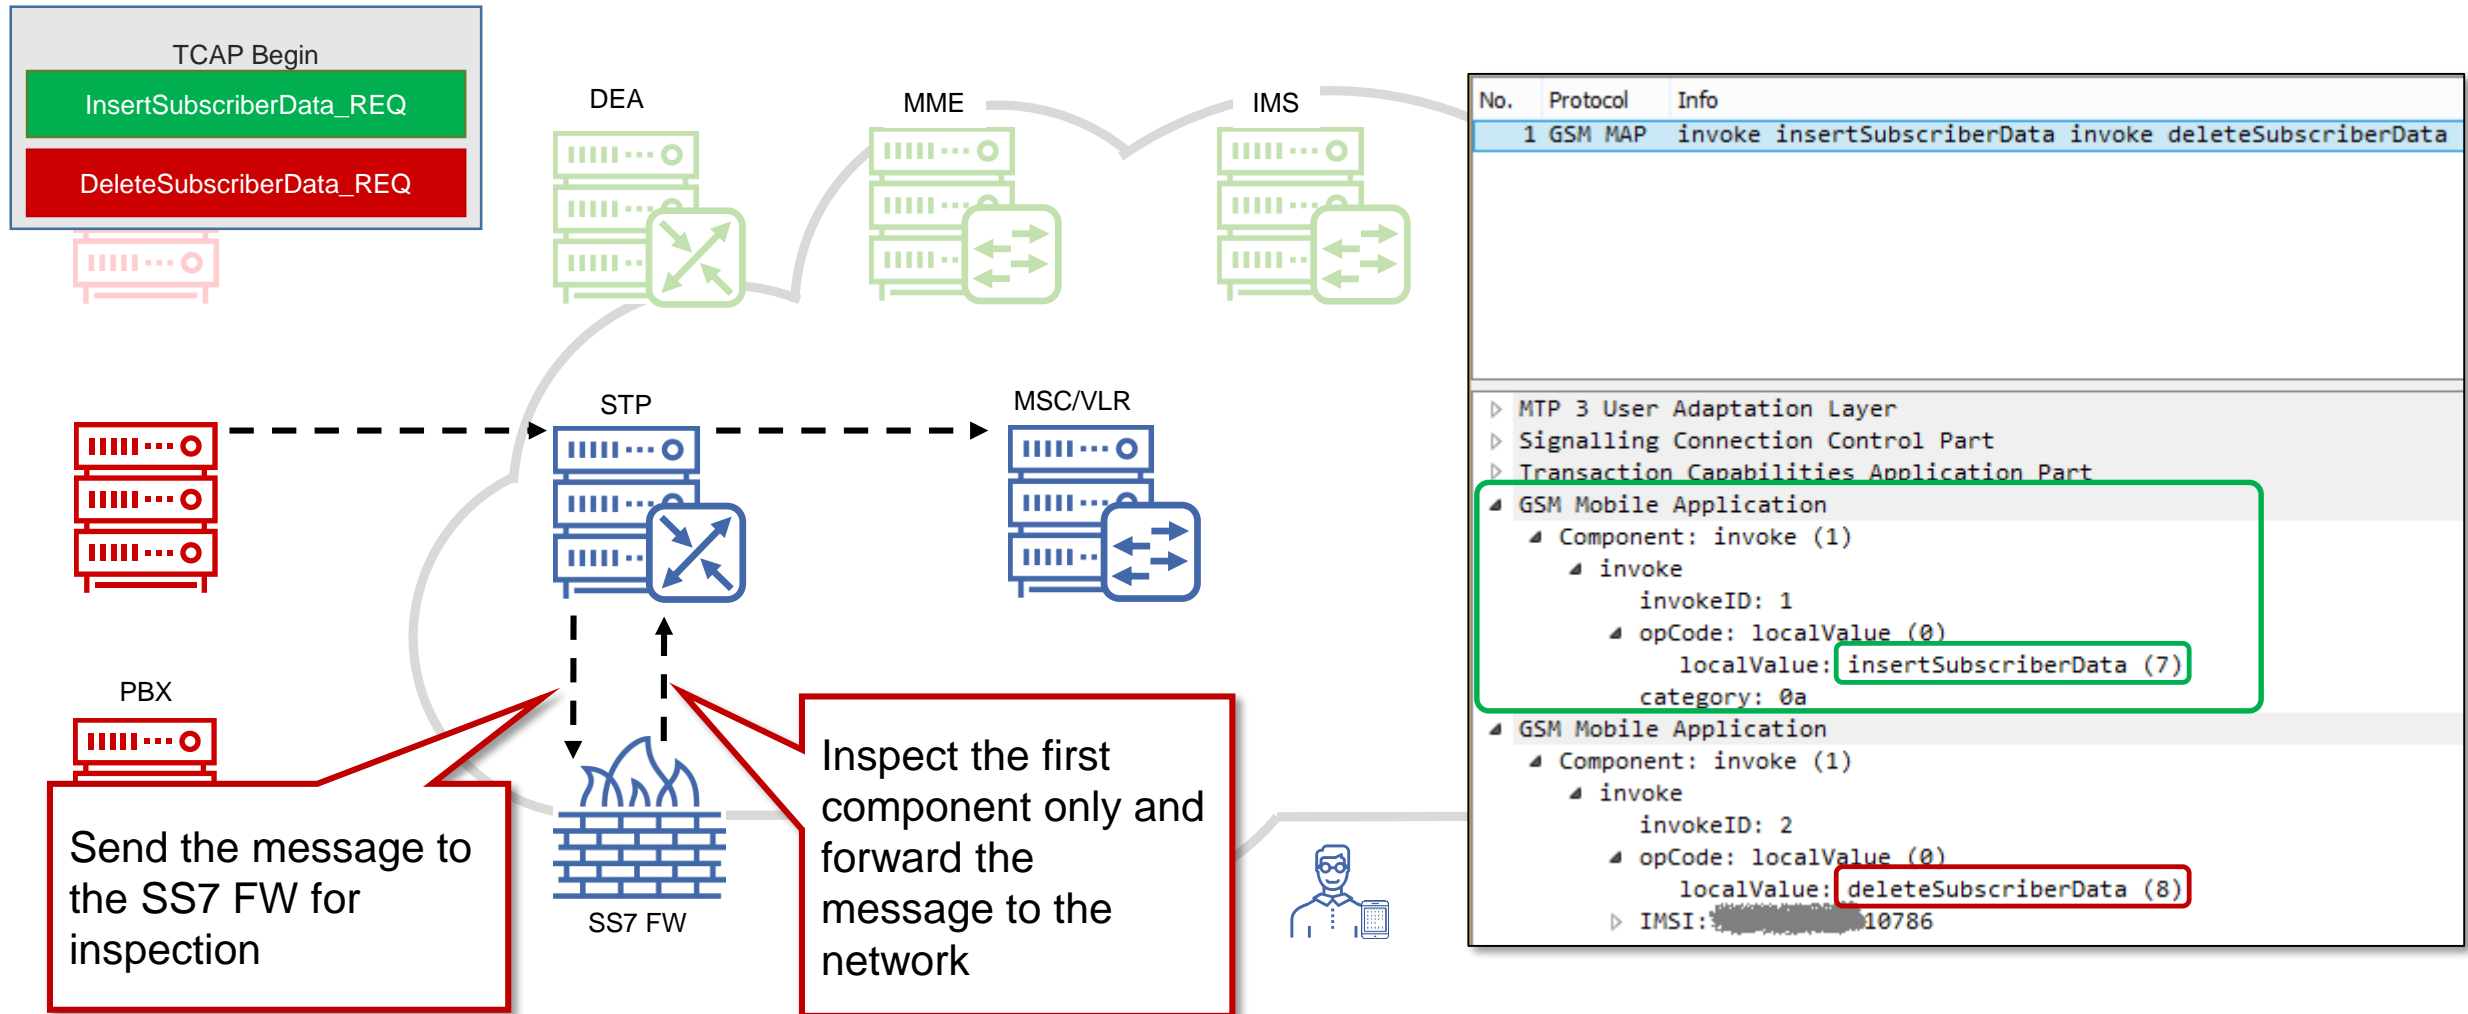 TCAP Begin
InsertSubscriberData_REQ
DeleteSubscriberData_REQ
DEA
MME
IMS
STP
MSC/VLR
PBX
SS7 FW
Send the message to
the SS7 FW for
inspection
Inspect the first
component only and
forward the
message to the
network
No. Protocol Info
1 GSM MAP invoke insertSubscriberData invoke deleteSubscriberData
MTP 3 User Adaptation Layer
Signalling Connection Control Part
Transaction Capabilities Application Part
GSM Mobile Application
Component: invoke (1)
invoke
invokeID: 1
opCode: localValue (0)
localValue: insertSubscriberData (7)
category: 0a
GSM Mobile Application
Component: invoke (1)
invoke
invokeID: 2
opCode: localValue (0)
localValue: deleteSubscriberData (8)
IMSI: 10786